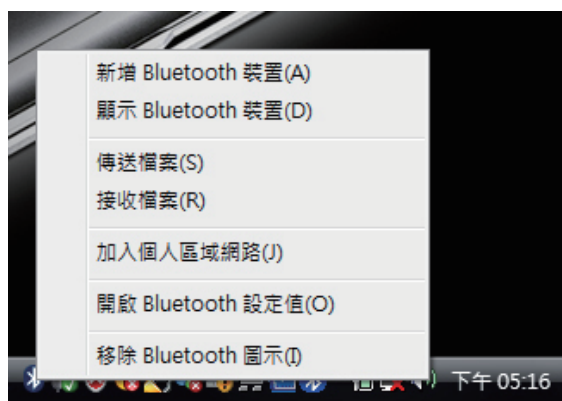 新增 Bluetooth 裝置(A)
顯示 Bluetooth 裝置(D)
傳送檔案(S)
接收檔案(R)
加入個人區域網路(J)
開啟 Bluetooth 設定值(O)
移除 Bluetooth 圖示(I)
下午 05:16